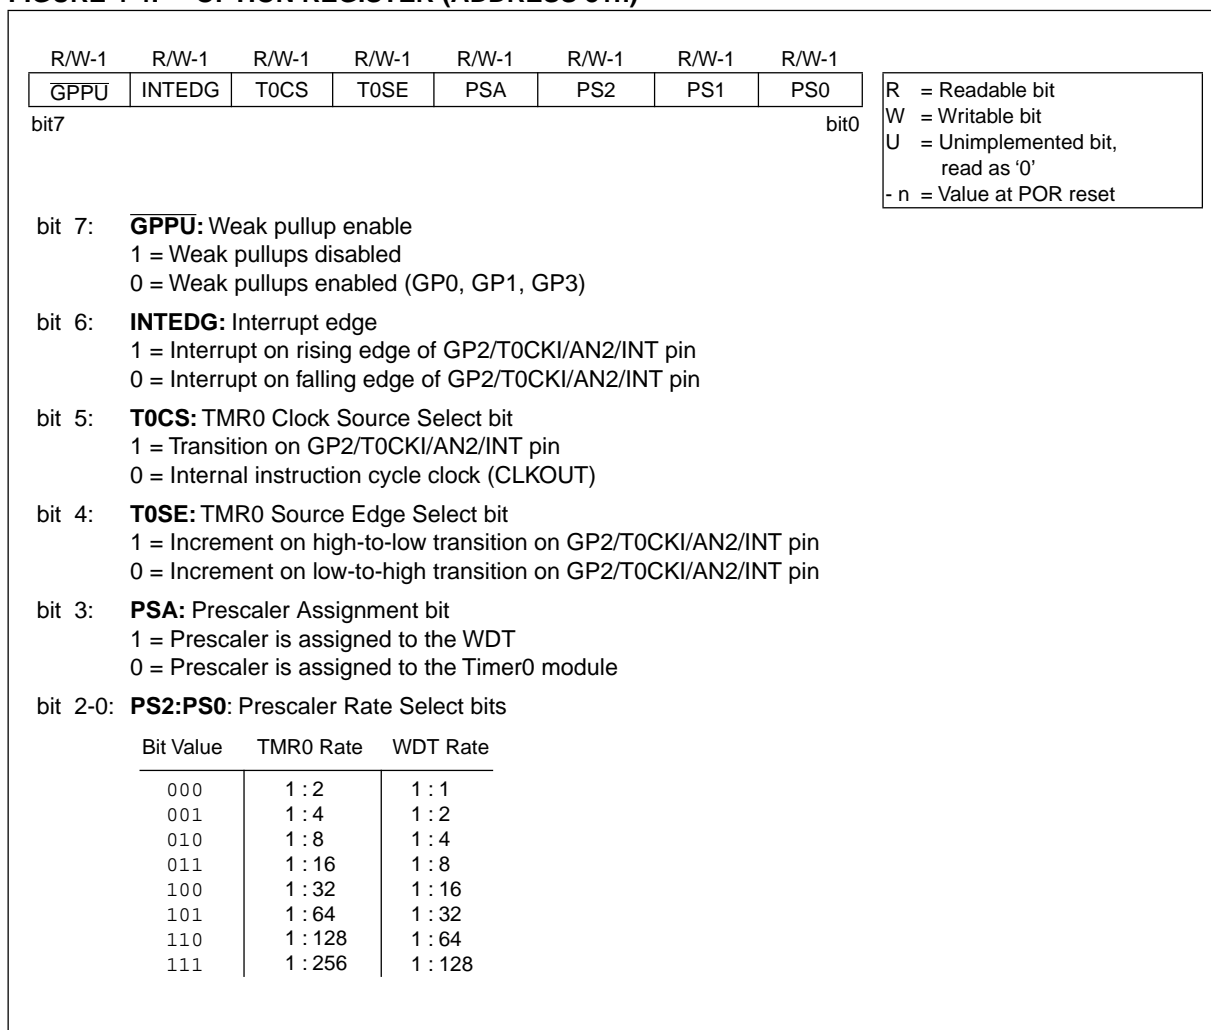 OPTION REGISTER (ADDRESS
R/W-1 R/W-1 R/W-1 R/W-1 R/W-1 R/W-1 R/W-1 R/W-1
GPPU INTEDG T0CS T0SE PSA PS2 PS1 PS0
bit7 bit0
R = Readable bit
W = Writable bit
U = Unimplemented bit,
read as ‘0’
- n = Value at POR reset
bit 7: GPPU: Weak pullup enable
1 = Weak pullups disabled
0 = Weak pullups enabled (GP0, GP1, GP3)
bit 6: INTEDG: Interrupt edge
1 = Interrupt on rising edge of GP2/T0CKI/AN2/INT pin
0 = Interrupt on falling edge of GP2/T0CKI/AN2/INT pin
bit 5: T0CS: TMR0 Clock Source Select bit
1 = Transition on GP2/T0CKI/AN2/INT pin
0 = Internal instruction cycle clock (CLKOUT)
bit 4: T0SE: TMR0 Source Edge Select bit
1 = Increment on high-to-low transition on GP2/T0CKI/AN2/INT pin
0 = Increment on low-to-high transition on GP2/T0CKI/AN2/INT pin
bit 3: PSA: Prescaler Assignment bit
1 = Prescaler is assigned to the WDT
0 = Prescaler is assigned to the Timer0 module
bit 2-0: PS2:PS0: Prescaler Rate Select bits
Bit Value TMR0 Rate WDT Rate
000 1 : 2 1 : 1
001 1 : 4 1 : 2
010 1 : 8 1 : 4
011 1 : 16 1 : 8
100 1 : 32 1 : 16
101 1 : 64 1 : 32
110 1 : 128 1 : 64
111 1 : 256 1 : 128